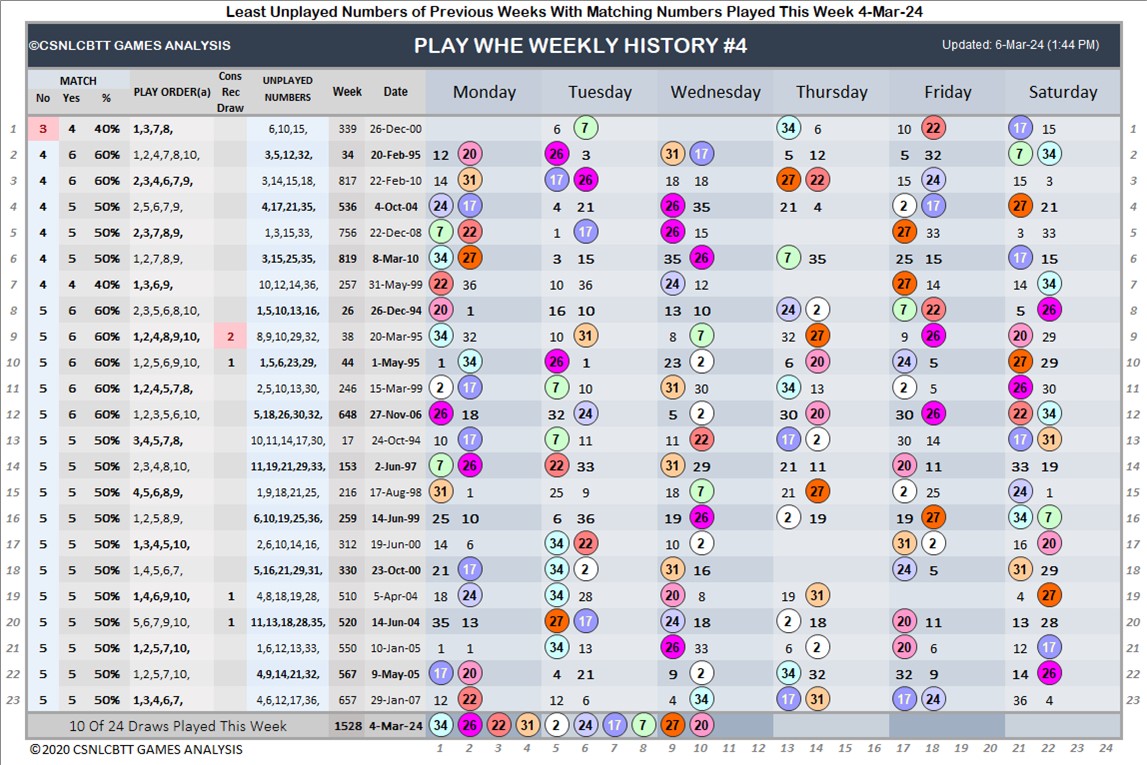 Least Unplayed Numbers of Previous Weeks With Matching Numbers Played This Week 4-Mar-24
©CSNLCBTT GAMES ANALYSIS PLAY WHE WEEKLY HISTORY #4 Updated: 6-Mar-24 (1:44 PM)
MATCH No Yes % PLAY ORDER(a) Cons Rec Draw UNPLAYED NUMBERS Week Date Monday Tuesday Wednesday Thursday Friday Saturday
1 3 4 40% 1,3,7,8, 6,10,15, 339 26-Dec-00 6 7 34 6 10 22 17 15 1
2 4 6 60% 1,2,4,7,8,10, 3,5,12,32, 34 20-Feb-95 12 20 26 3 31 17 5 12 5 32 7 34 2
3 4 6 60% 2,3,4,6,7,9, 3,14,15,18, 817 22-Feb-10 14 31 17 26 18 18 27 22 15 24 15 3 3
4 4 5 50% 2,5,6,7,9, 4,17,21,35, 536 4-Oct-04 24 17 4 21 26 35 21 4 2 17 27 21 4
5 4 5 50% 2,3,7,8,9, 1,3,15,33, 756 22-Dec-08 7 22 1 17 26 15 27 33 3 33 5
6 4 5 50% 1,2,7,8,9, 3,15,25,35, 819 8-Mar-10 34 27 3 15 35 26 7 35 25 15 17 15 6
7 4 4 40% 1,3,6,9, 10,12,14,36, 257 31-May-99 22 36 10 36 24 12 27 14 14 34 7
8 5 6 60% 2,3,5,6,8,10, 1,5,10,13,16, 26 26-Dec-94 20 1 16 10 13 10 24 2 7 22 5 26 8
9 5 6 60% 1,2,4,8,9,10, 2 8,9,10,29,32, 38 20-Mar-95 34 32 10 31 8 7 32 27 9 26 20 29 9
10 5 6 60% 1,2,5,6,9,10, 1 1,5,6,23,29, 44 1-May-95 1 34 26 1 23 2 6 20 24 5 27 29 10
11 5 6 60% 1,2,4,5,7,8, 2,5,10,13,30, 246 15-Mar-99 2 17 7 10 31 30 34 13 2 5 26 30 11
12 5 6 60% 1,2,3,5,6,10, 5,18,26,30,32, 648 27-Nov-06 26 18 32 24 5 2 30 20 30 26 22 34 12
13 5 5 50% 3,4,5,7,8, 10,11,14,17,30, 17 24-Oct-94 10 17 7 11 11 22 17 2 30 14 17 31 13
14 5 5 50% 2,3,4,8,10, 11,19,21,29,33, 153 2-Jun-97 7 26 22 33 31 29 21 11 20 11 33 19 14
15 5 5 50% 4,5,6,8,9, 1,9,18,21,25, 216 17-Aug-98 31 1 25 9 18 7 21 27 2 25 24 1 15
16 5 5 50% 1,2,5,8,9, 6,10,19,25,36, 259 14-Jun-99 25 10 6 36 19 26 2 19 19 27 34 7 16
17 5 5 50% 1,3,4,5,10, 2,6,10,14,16, 312 19-Jun-00 14 6 34 22 10 2 31 2 16 20 17
18 5 5 50% 1,4,5,6,7, 5,16,21,29,31, 330 23-Oct-00 21 17 34 2 31 16 24 5 31 29 18
19 5 5 50% 1,4,6,9,10, 1 4,8,18,19,28, 510 5-Apr-04 18 24 34 28 20 8 19 31 4 27 19
20 5 5 50% 5,6,7,9,10, 1 11,13,18,28,35, 520 14-Jun-04 35 13 27 17 24 18 2 18 20 11 13 28 20
21 5 5 50% 1,2,5,7,10, 1,6,12,13,33, 550 10-Jan-05 1 1 34 13 26 33 6 2 20 6 12 17 21
22 5 5 50% 1,2,5,7,10, 4,9,14,21,32, 567 9-May-05 17 20 4 21 9 2 34 32 32 9 14 26 22
23 5 5 50% 1,3,4,6,7, 4,6,12,17,36, 657 29-Jan-07 12 22 12 6 4 34 17 31 17 24 36 4 23
10 Of 24 Draws Played This Week 1528 4-Mar-24 34 26 22 31 2 24 17 7 27 20
© 2020 CSNLCBTT GAMES ANALYSIS 1 2 3 4 5 6 7 8 9 10 11 12 13 14 15 16 17 18 19 20 21 22 23 24